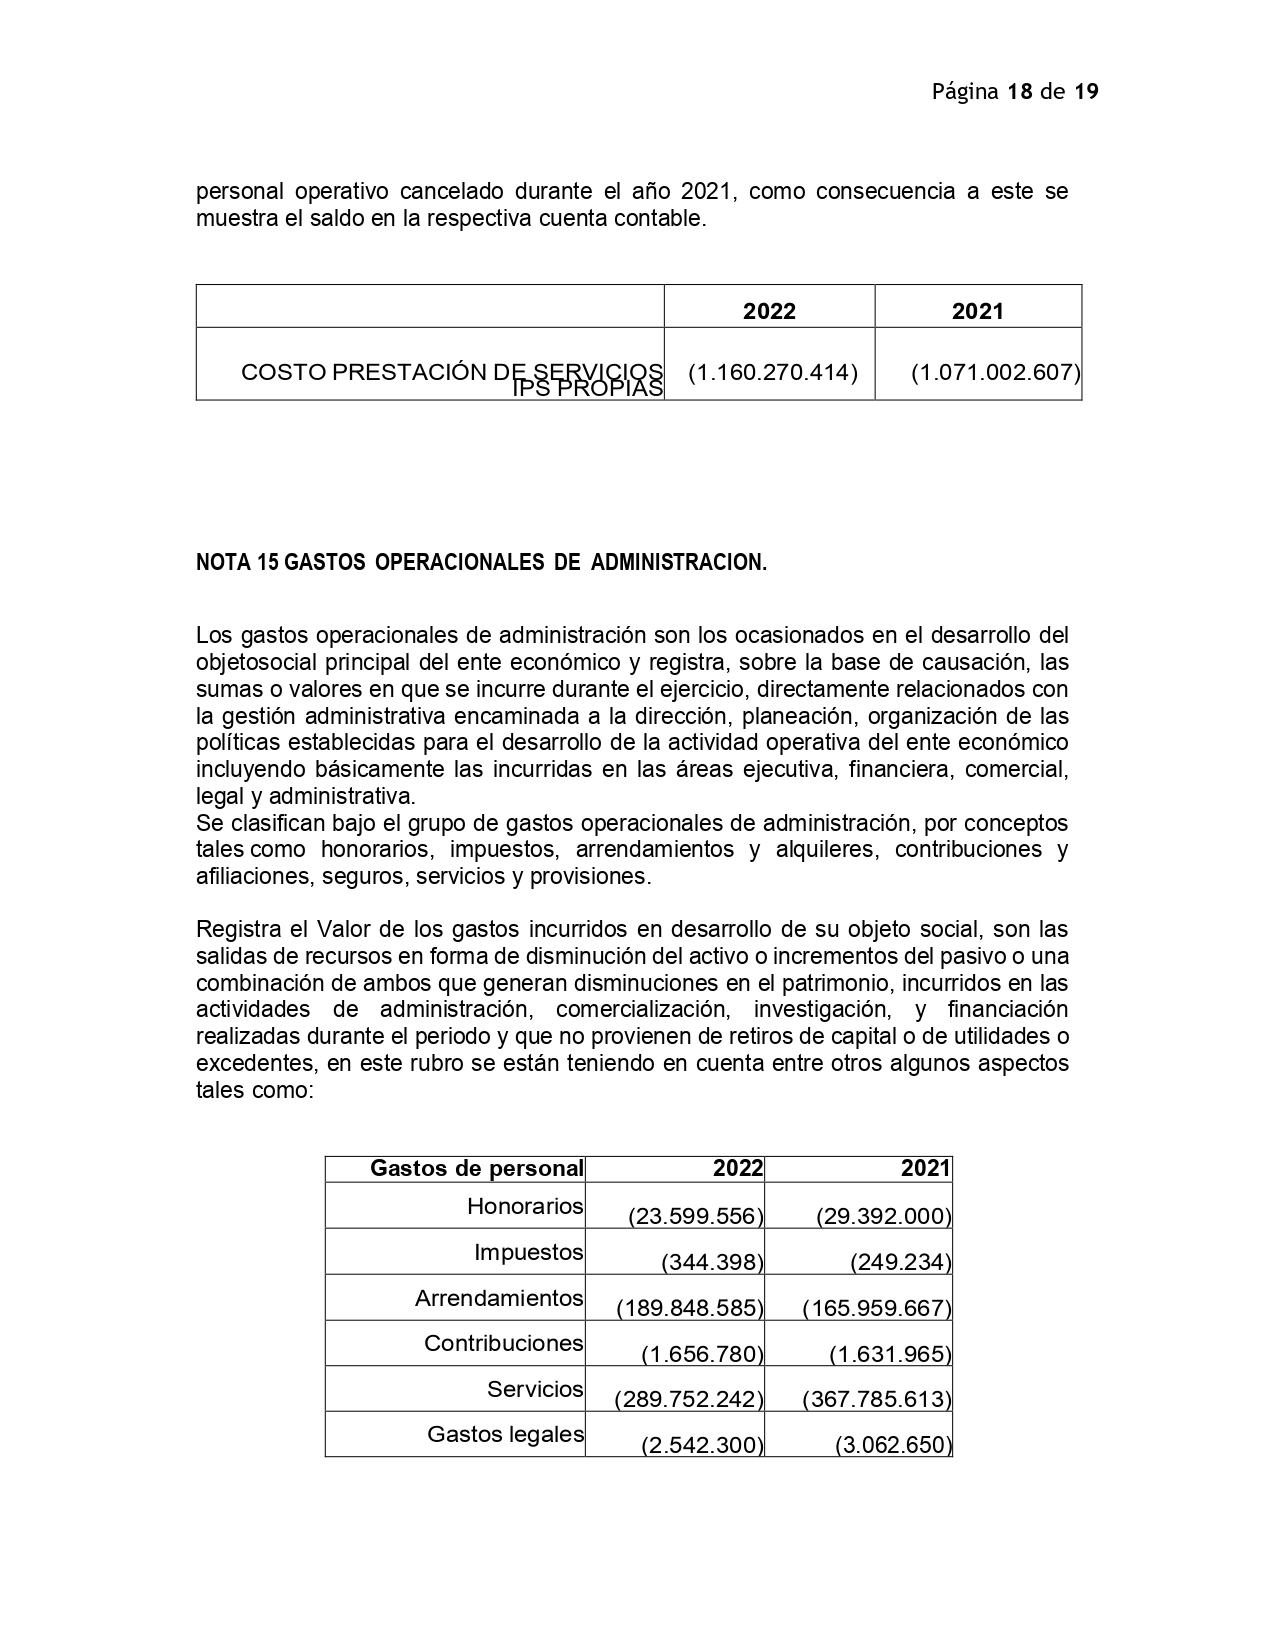 Página 18 de 19
personal operativo cancelado durante el año 2021, como consecuencia a este se
muestra el saldo en la respectiva cuenta contable.
2022 2021
COSTO PRESTACIÓN DE SERVICIOS (1.160.270.414) (1.071.002.607)
IPS PROPIAS
NOTA 15 GASTOS OPERACIONALES DE ADMINISTRACION.
Los gastos operacionales de administración son los ocasionados en el desarrollo del
objetosocial principal del ente económico y registra, sobre la base de causación, las
sumas o valores en que se incurre durante el ejercicio, directamente relacionados con
la gestión administrativa encaminada a la dirección, planeación, organización de las
políticas establecidas para el desarrollo de la actividad operativa del ente económico
incluyendo básicamente las incurridas en las áreas ejecutiva, financiera, comercial,
legal y administrativa.
Se clasifican bajo el grupo de gastos operacionales de administración, por conceptos
tales como honorarios, impuestos, arrendamientos y alquileres, contribuciones y
afiliaciones, seguros, servicios y provisiones.
Registra el Valor de los gastos incurridos en desarrollo de su objeto social, son las
salidas de recursos en forma de disminución del activo o incrementos del pasivo o una
combinación de ambos que generan disminuciones en el patrimonio, incurridos en las
actividades de administración, comercialización, investigación, y financiación
realizadas durante el periodo y que no provienen de retiros de capital o de utilidades o
excedentes, en este rubro se están teniendo en cuenta entre otros algunos aspectos
tales como:
Gastos de personal 2022 2021
Honorarios (23.599.556) (29.392.000)
Impuestos (344.398) (249.234)
Arrendamientos (189.848.585) (165.959.667)
Contribuciones (1.656.780) (1.631.965)
Servicios (289.752.242) (367.785.613)
Gastos legales (2.542.300) (3.062.650)